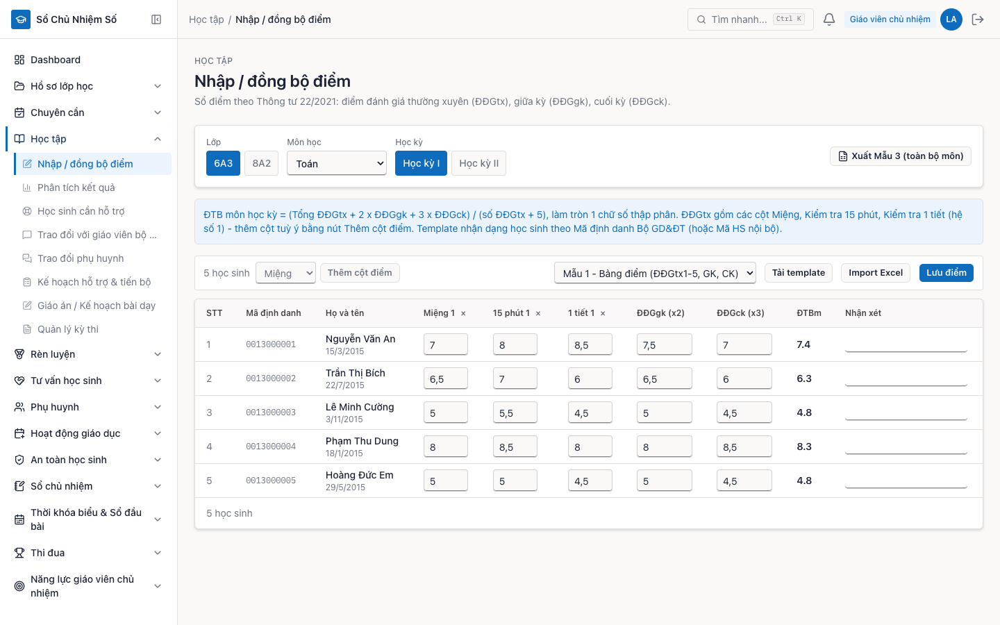 Sổ Chủ Nhiệm Số
Học tập / Nhập / đồng bộ điểm
Tìm nhanh... Ctrl K
Giáo viên chủ nhiệm
LA
Dashboard
Hồ sơ lớp học
Chuyên cần
Học tập
Nhập / đồng bộ điểm
Phân tích kết quả
Học sinh cần hỗ trợ
Trao đổi với giáo viên bộ ...
Trao đổi phụ huynh
Kế hoạch hỗ trợ & tiến bộ
Giáo án / Kế hoạch bài dạy
Quản lý kỳ thi
Rèn luyện
Tư vấn học sinh
Phụ huynh
Hoạt động giáo dục
An toàn học sinh
Sổ chủ nhiệm
Thời khóa biểu & Sổ đầu
bài
Thi đua
Năng lực giáo viên chủ
nhiệm
HỌC TẬP
Nhập / đồng bộ điểm
Sổ điểm theo Thông tư 22/2021: điểm đánh giá thường xuyên (ĐĐGtx), giữa kỳ (ĐĐGgk), cuối kỳ (ĐĐGck).
Lớp Môn học Học kỳ
6A3 8A2 Toán Học kỳ I Học kỳ II
Xuất Mẫu 3 (toàn bộ môn)
ĐTB môn học kỳ = (Tổng ĐĐGtx + 2 x ĐĐGgk + 3 x ĐĐGck) / (số ĐĐGtx + 5), làm tròn 1 chữ số thập phân. ĐĐGtx gồm các cột Miệng, Kiểm tra 15 phút, Kiểm tra 1 tiết (hệ
số 1) - thêm cột tuỳ ý bằng nút Thêm cột điểm. Template nhận dạng học sinh theo Mã định danh Bộ GD&ĐT (hoặc Mã HS nội bộ).
5 học sinh Miệng Thêm cột điểm Mẫu 1 - Bảng điểm (ĐĐGtx1-5, GK, CK) Tải template Import Excel Lưu điểm
STT Mã định danh Họ và tên Miệng 1 × 15 phút 1 × 1 tiết 1 × ĐĐGgk (x2) ĐĐGck (x3) ĐTBm Nhận xét
1 0013000001 Nguyễn Văn An 7 8 8,5 7,5 7 7.4
15/3/2015
2 0013000002 Trần Thị Bích 6,5 7 6 6,5 6 6.3
22/7/2015
3 0013000003 Lê Minh Cường 5 5,5 4,5 5 4,5 4.8
3/11/2015
4 0013000004 Phạm Thu Dung 8 8,5 8 8 8,5 8.3
18/1/2015
5 0013000005 Hoàng Đức Em 5 5 4,5 5 4,5 4.8
29/5/2015
5 học sinh